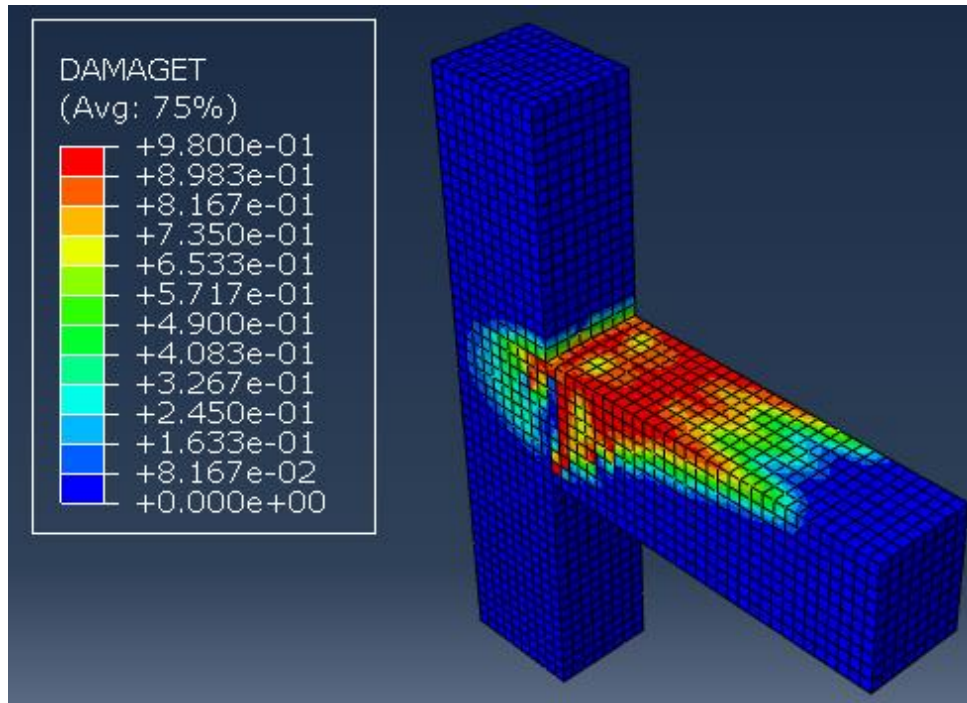 DAMAGET
(Avg: 75%)
+9.800e-01
+8.983e-01
+8.167e-01
+7.350e-01
+6.533e-01
+5.717e-01
+4.900e-01
+4.083e-01
+3.267e-01
+2.450e-01
+1.633e-01
+8.167e-02
+0.000e+00